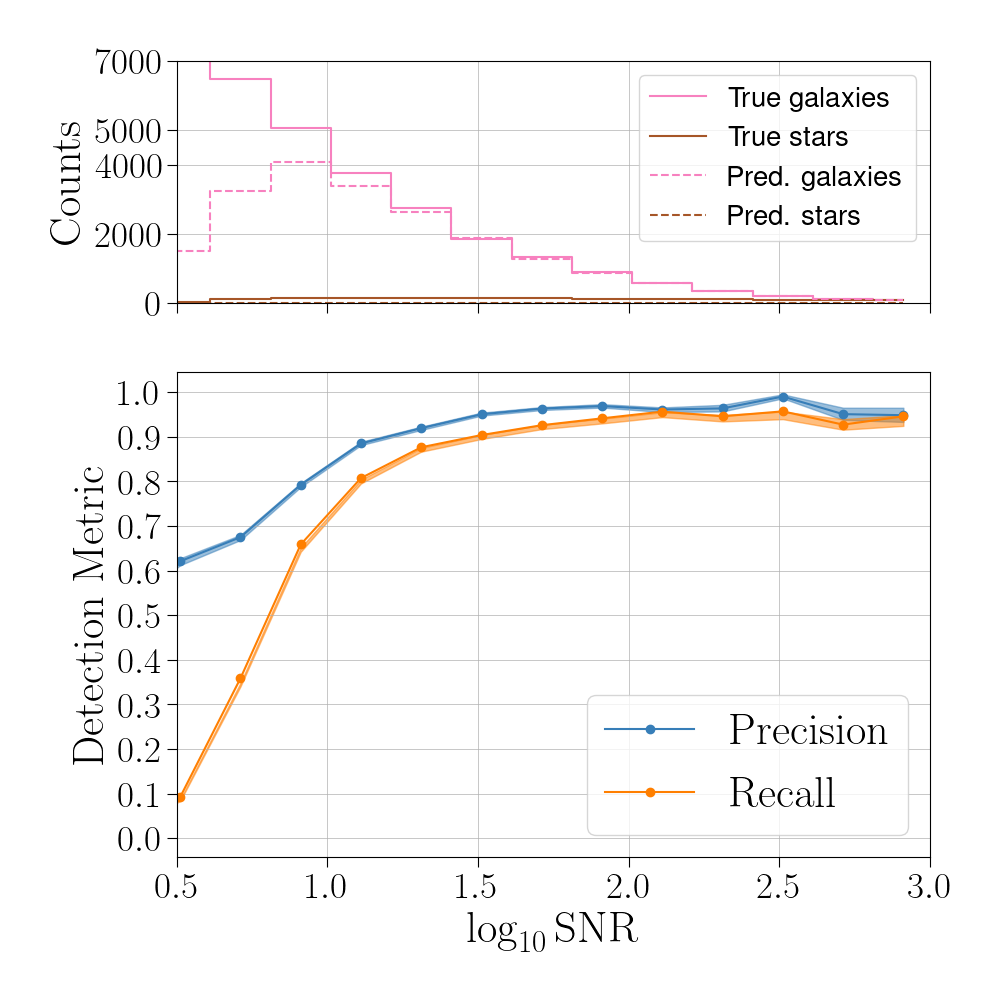 7000
5000
4000
2000
0
Counts
True galaxies
True stars
Pred. galaxies
Pred. stars
1.0
0.9
0.8
0.7
0.6
0.5
0.4
0.3
0.2
0.1
0.0
Detection Metric
Precision
Recall
0.5 1.0 1.5 2.0 2.5 3.0
log₁₀ SNR